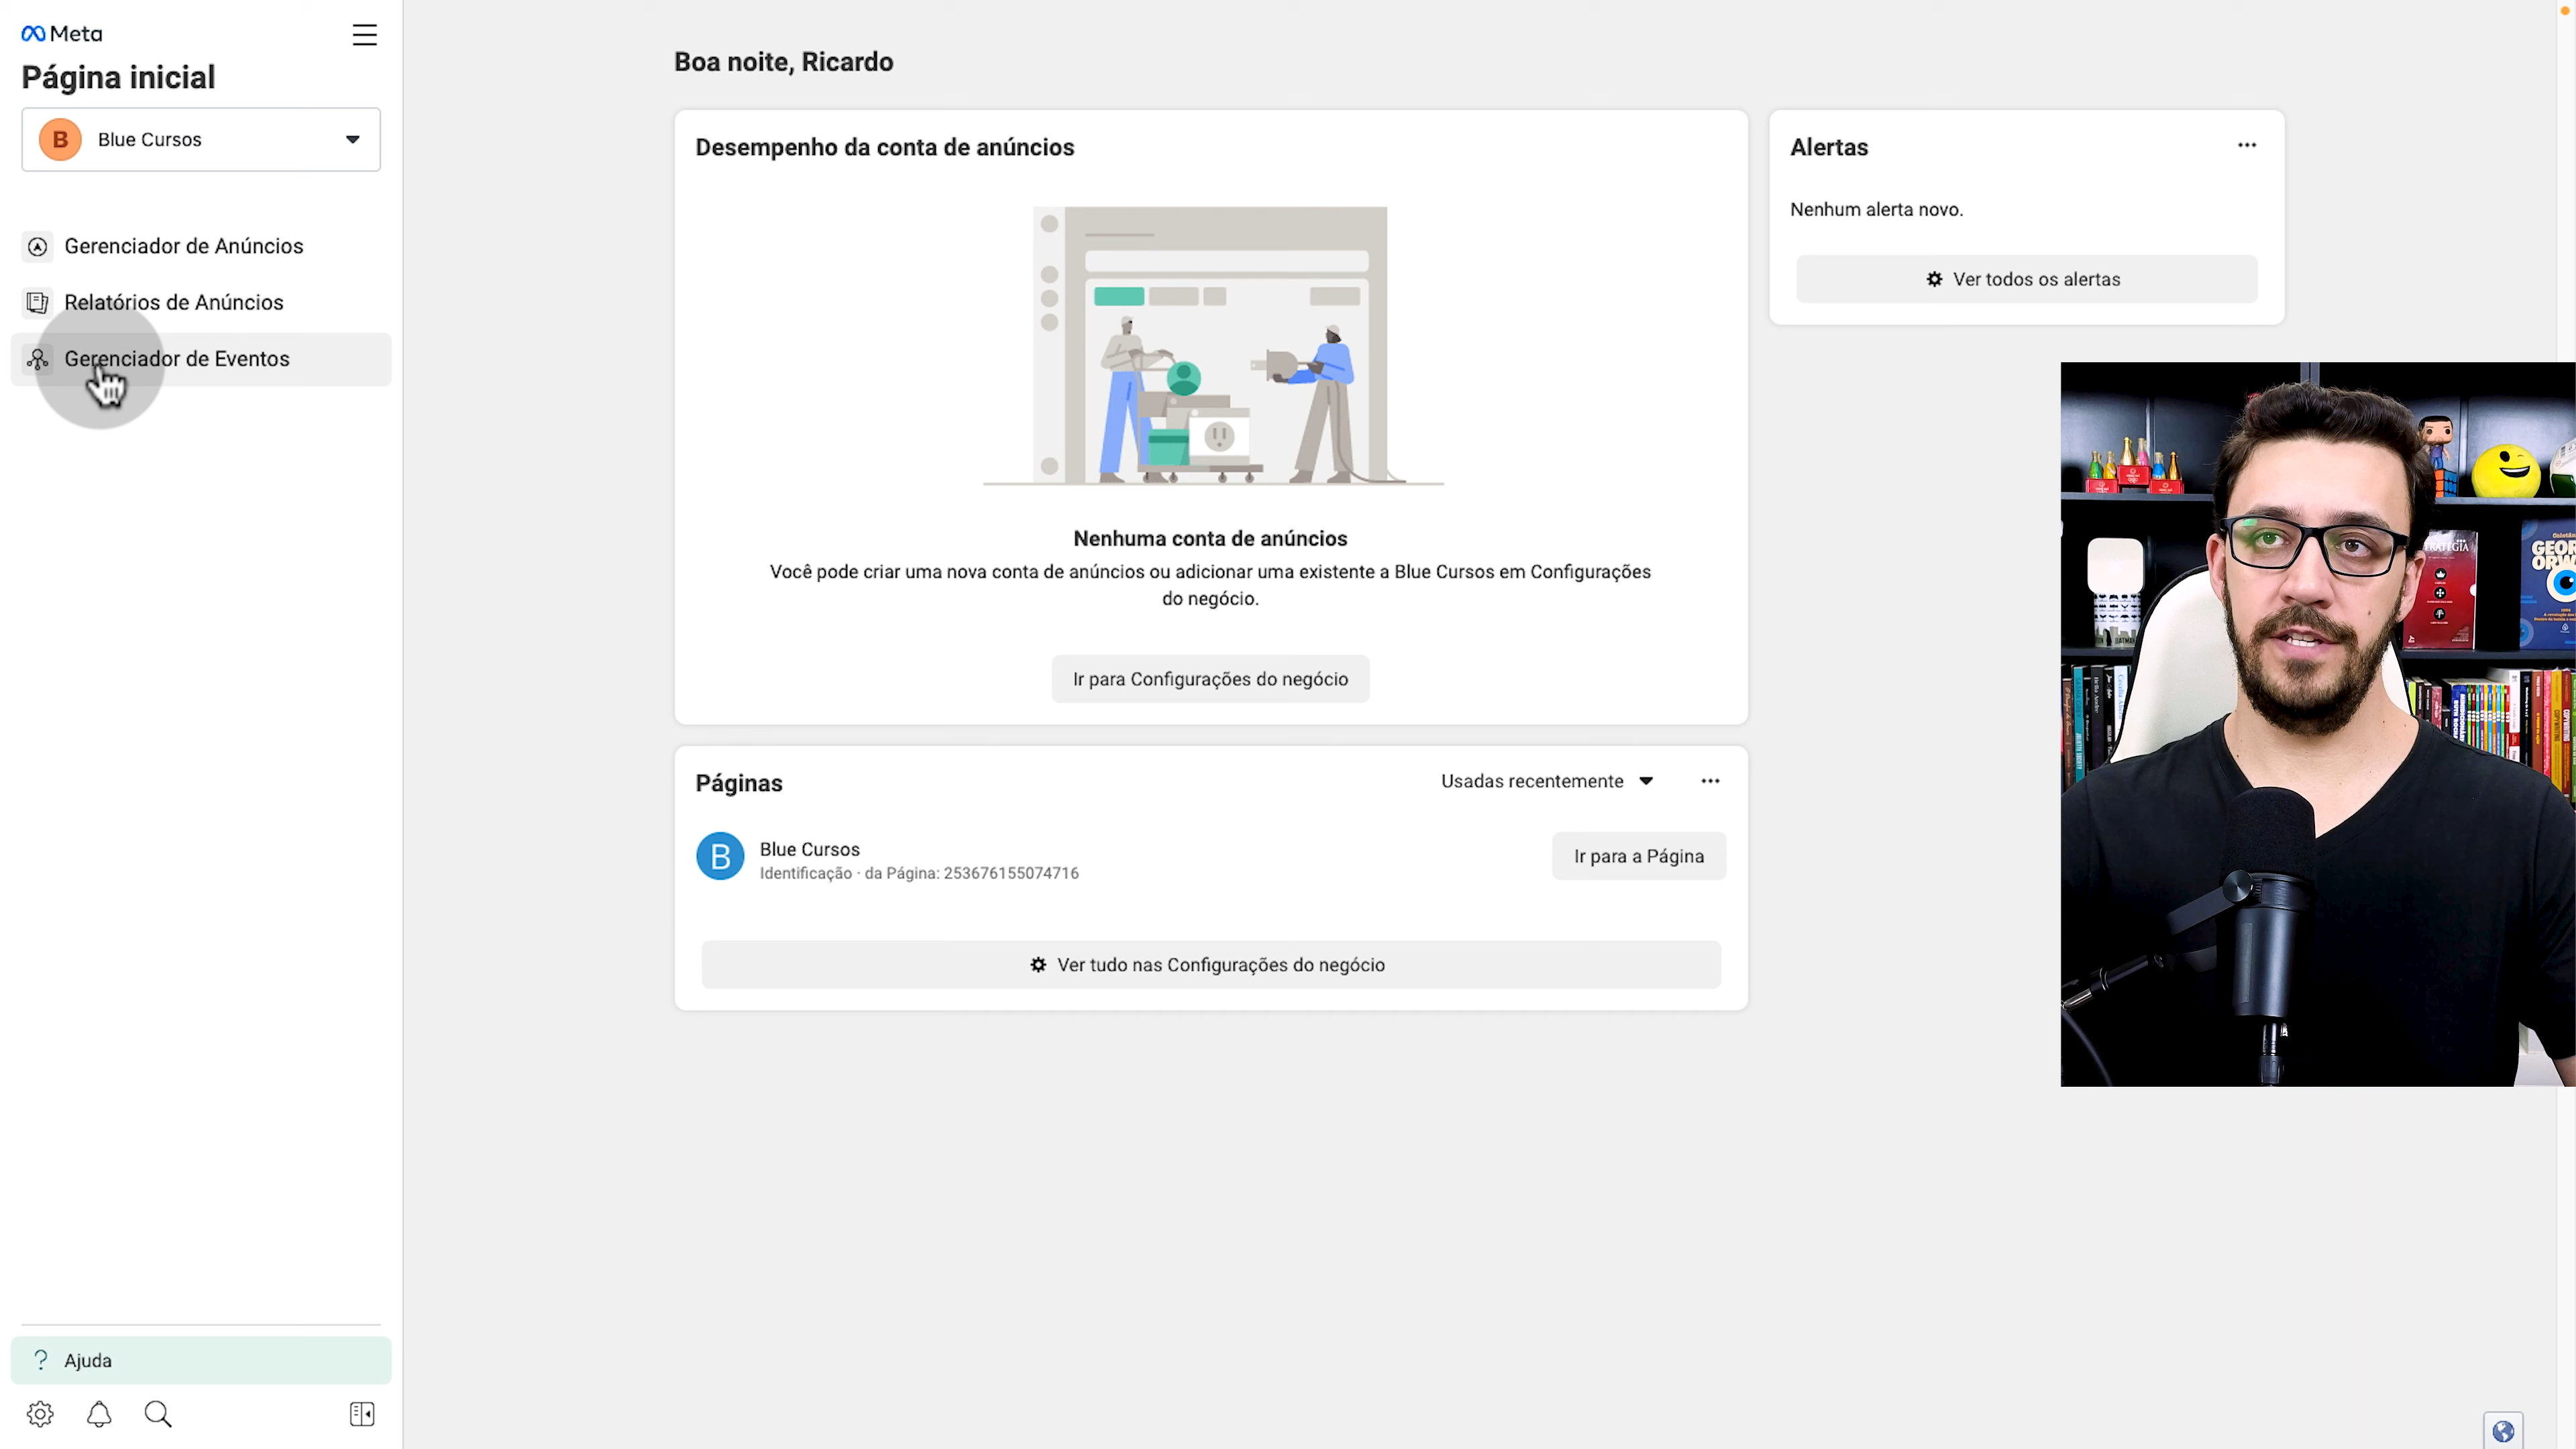 Meta
Página inicial
B
Blue Cursos
Gerenciador de Anúncios
Relatórios de Anúncios
Gerenciador de Eventos
? Ajuda
Boa noite, Ricardo
Desempenho da conta de anúncios
Nenhuma conta de anúncios
Você pode criar uma nova conta de anúncios ou adicionar uma existente a Blue Cursos em Configurações
do negócio.
Ir para Configurações do negócio
Páginas
Usadas recentemente
B
Blue Cursos
Identificação · da Página: 253676155074716
Ir para a Página
Ver tudo nas Configurações do negócio
Alertas
Nenhum alerta novo.
Ver todos os alertas
GEOR
ORW
BATMAN